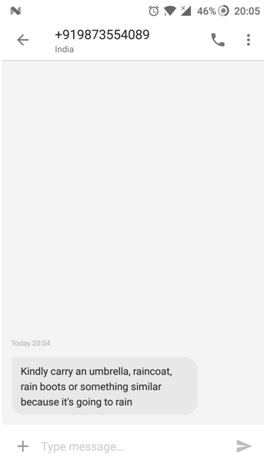 46% 20:05
+919873554089
India
Today 20:04
Kindly carry an umbrella, raincoat,
rain boots or something similar
because it's going to rain
Type message...